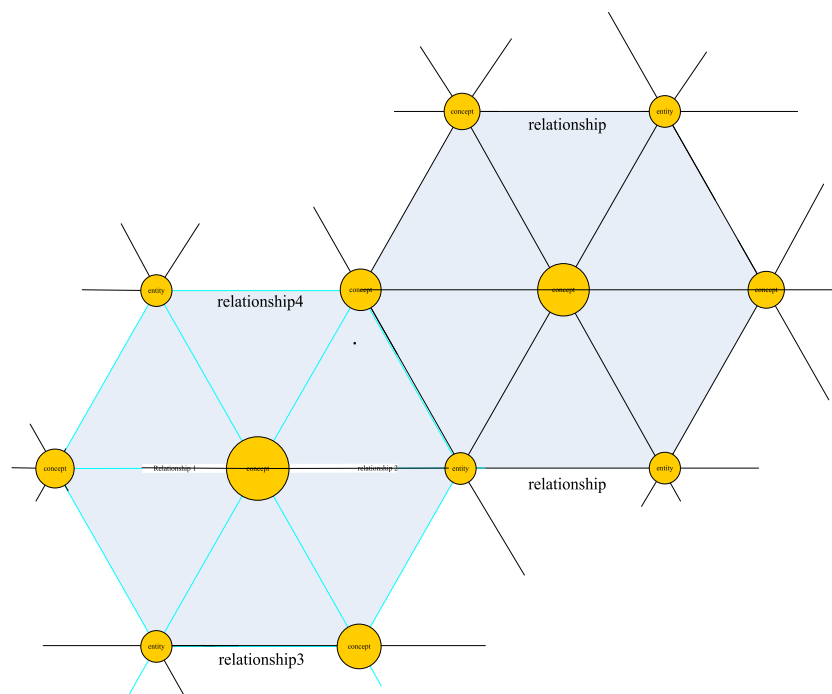 concept
entity
relationship
entity
concept
concept
concept
relationship4
concept
Relationship 1
concept
relationship 2
entity
entity
relationship
entity
concept
relationship3